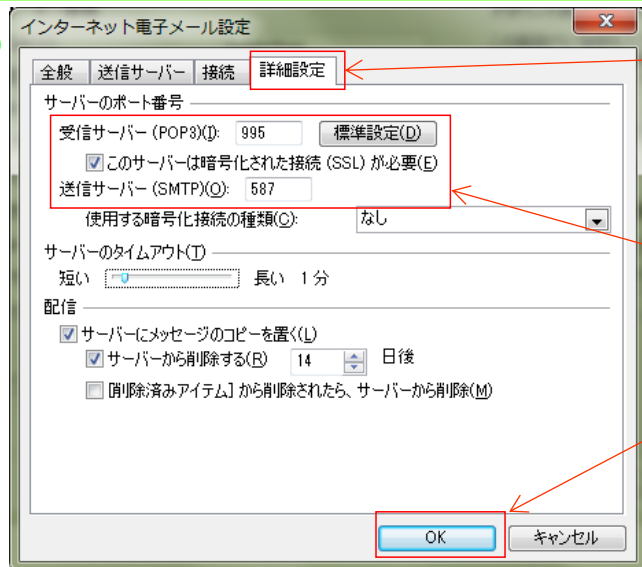 インターネット電子メール設定
全般 送信サーバー 接続 詳細設定
サーバーのポート番号
受信サーバー (POP3)(I): 995 標準設定(D)
このサーバーは暗号化された接続 (SSL) が必要(E)
送信サーバー (SMTP)(O): 587
使用する暗号化接続の種類(C): なし
サーバーのタイムアウト(T)
短い 長い 1 分
配信
サーバーにメッセージのコピーを置く(L)
サーバーから削除する(R) 14 日後
[削除済みアイテム] から削除されたら、サーバーから削除(M)
OK キャンセル